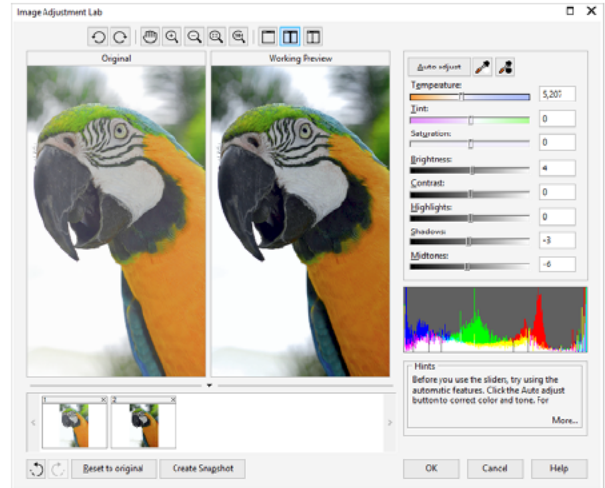 Image Adjustment Lab
Original
Working Preview
Auto adjust
Temperature:
5,207
Tint:
0
Saturation:
0
Brightness:
4
Contrast:
0
Highlights:
0
Shadows:
-3
Midtones:
-6
Hints
Before you use the sliders, try using the
automatic features. Click the Auto adjust
button to correct color and tone. For
More...
1
2
Reset to original
Create Snapshot
OK
Cancel
Help